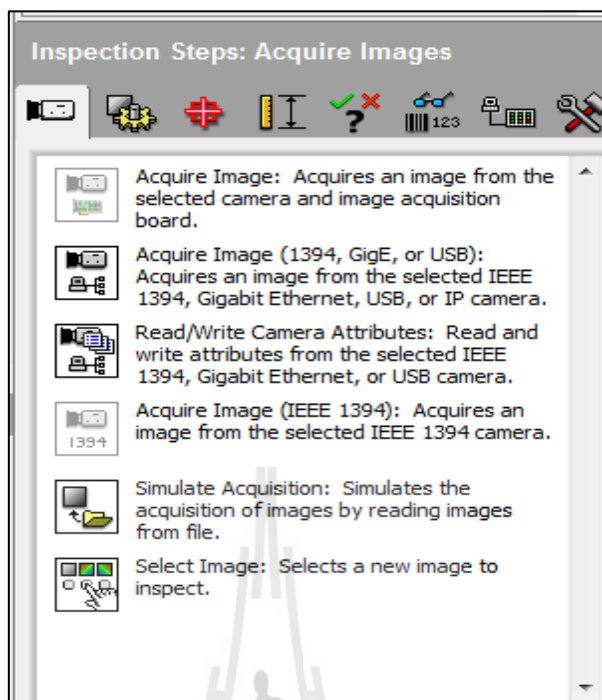 Inspection Steps: Acquire Images
123
Acquire Image: Acquires an image from the
selected camera and image acquisition
board.
Acquire Image (1394, GigE, or USB):
Acquires an image from the selected IEEE
1394, Gigabit Ethernet, USB, or IP camera.
Read/Write Camera Attributes: Read and
write attributes from the selected IEEE
1394, Gigabit Ethernet, or USB camera.
Acquire Image (IEEE 1394): Acquires an
image from the selected IEEE 1394 camera.
1394
Simulate Acquisition: Simulates the
acquisition of images by reading images
from file.
Select Image: Selects a new image to
inspect.